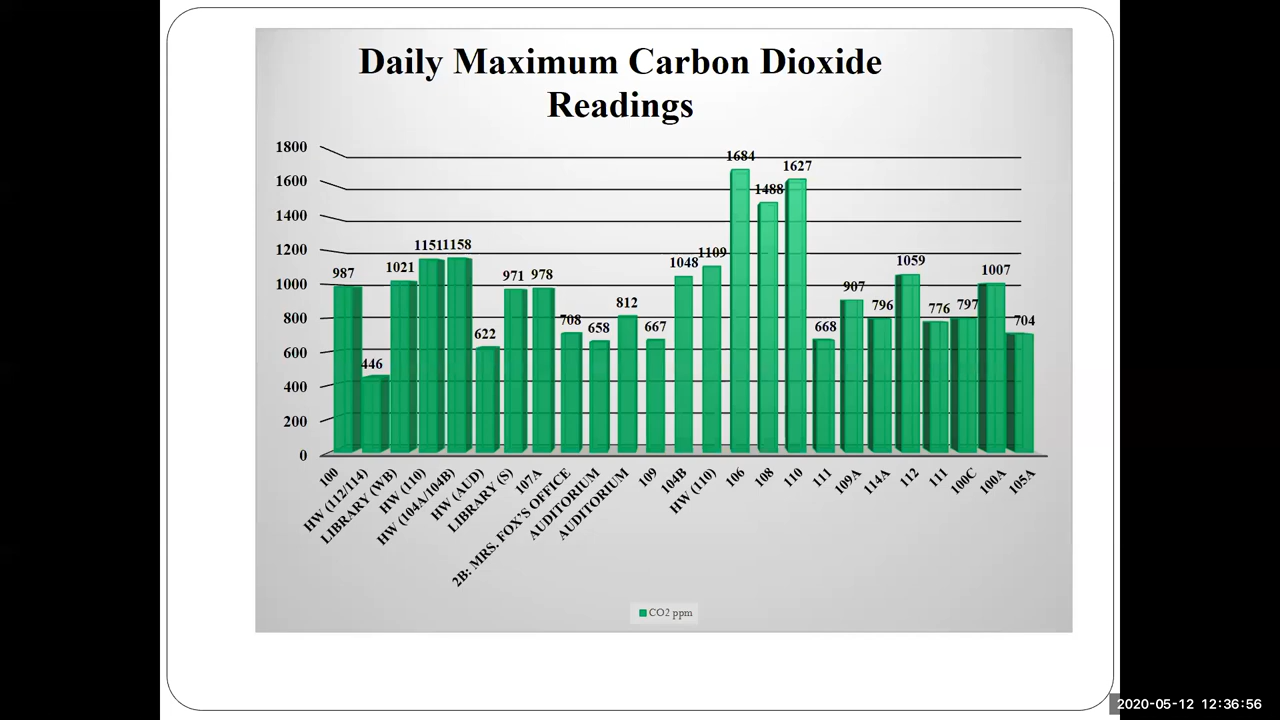 Daily Maximum Carbon Dioxide
Readings
1800
1600
1400
1200
1000
800
600
400
200
0
987
446
1021
1151
1158
622
971
978
708
658
812
667
1048
1109
1684
1488
1627
668
907
796
1059
776
797
1007
704
100
HW (112/114)
LIBRARY (WB)
HW (110)
HW (104A/104B)
HW (AUD)
LIBRARY (S)
107A
2B: MRS. FOX'S OFFICE
AUDITORIUM
AUDITORIUM
109
104B
HW (110)
106
108
110
111
109A
114A
112
111
100C
100A
105A
CO2 ppm
2020-05-12 12:36:56